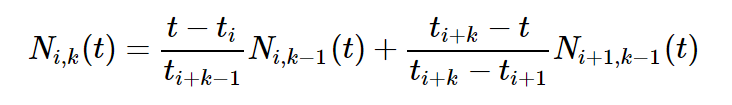 N_{i,k}(t) = \frac{t - t_i}{t_{i+k-1}} N_{i,k-1}(t) + \frac{t_{i+k} - t}{t_{i+k} - t_{i+1}} N_{i+1,k-1}(t)